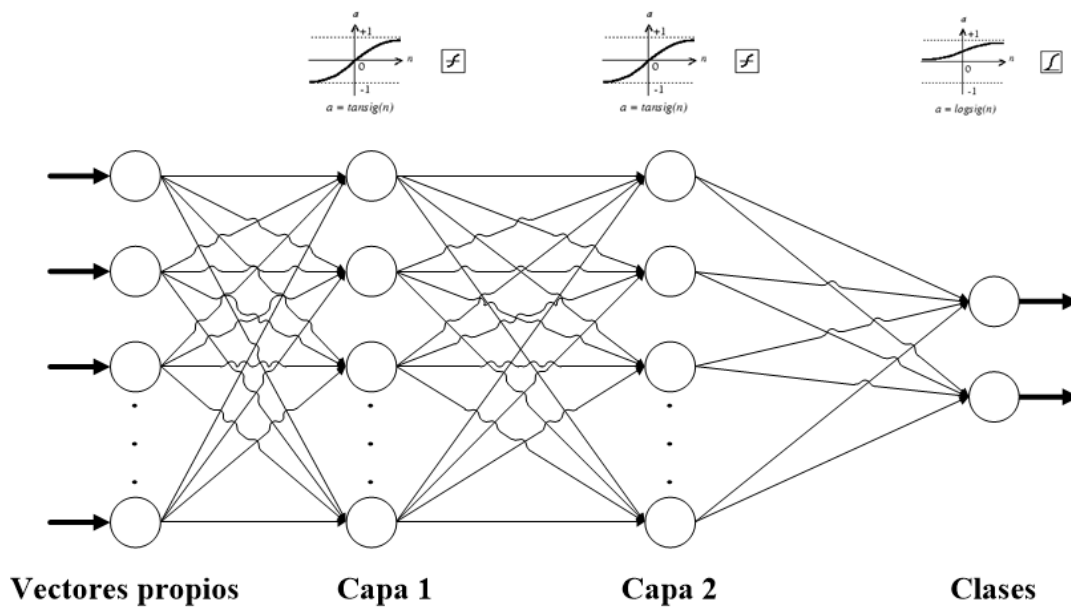 a
+1
n
0
-1
a = tansig(n)
a
+1
n
0
-1
a = tansig(n)
a
+1
n
0
-1
a = logsig(n)
Vectores propios
Capa 1
Capa 2
Clases